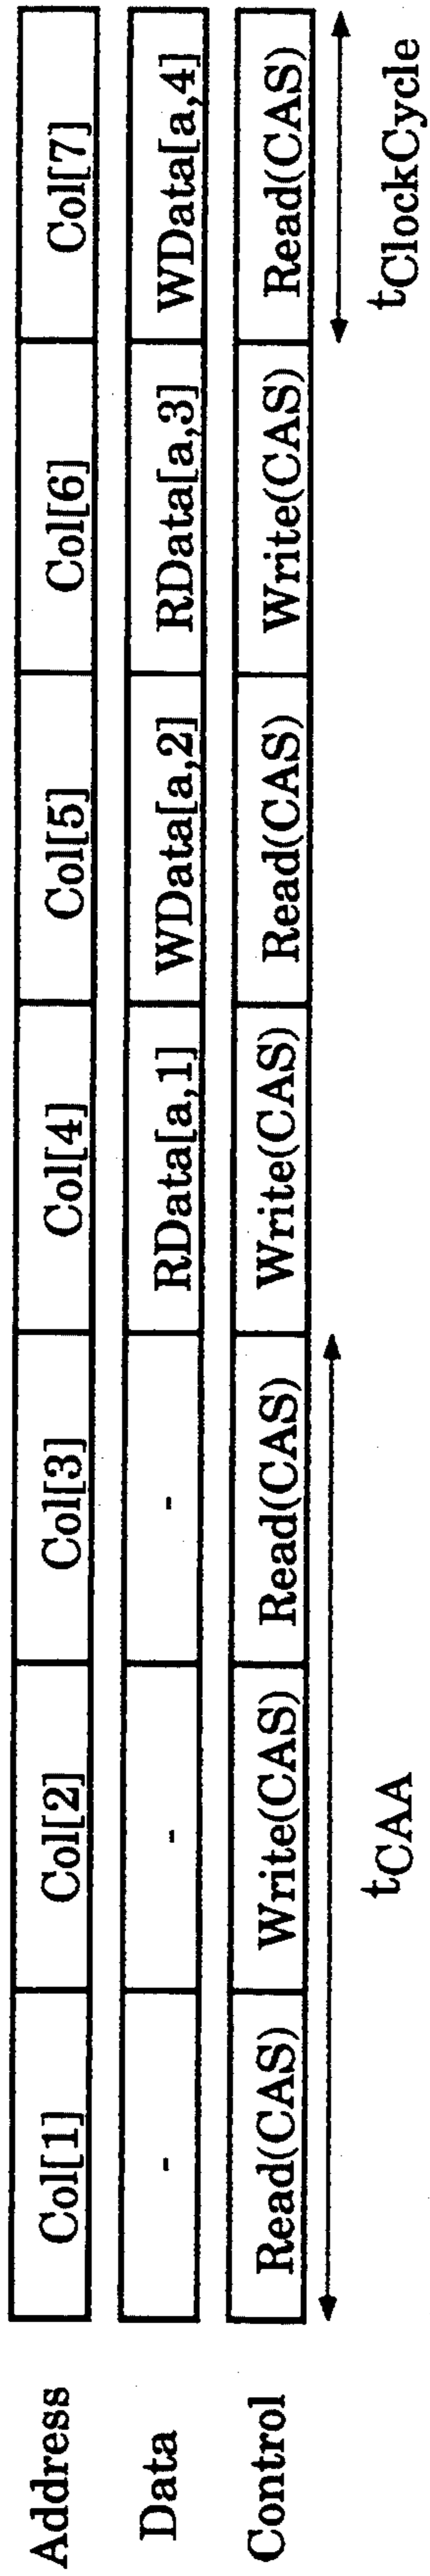 Address Col[1] Col[2] Col[3] Col[4] Col[5] Col[6] Col[7]
Data - - - RData[a,1] WData[a,2] RData[a,3] WData[a,4]
Control Read(CAS) Write(CAS) Read(CAS) Write(CAS) Read(CAS) Write(CAS) Read(CAS)
tCAA tClockCycle